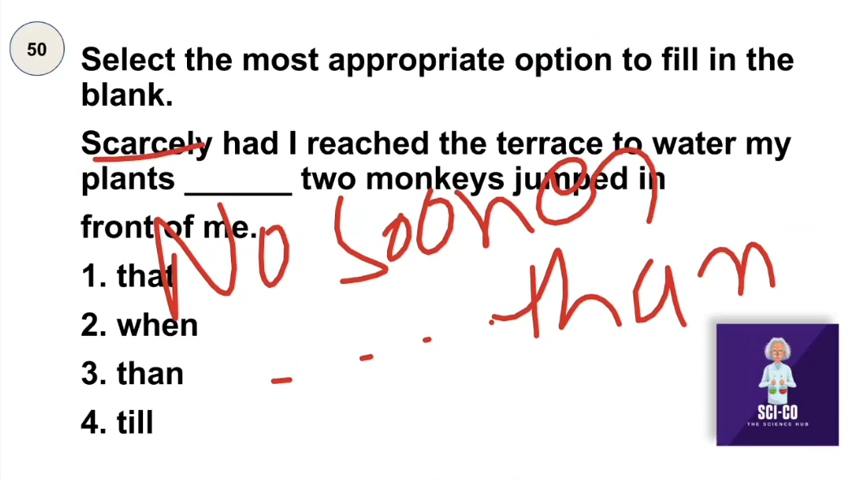 50
Select the most appropriate option to fill in the
blank.
Scarcely had I reached the terrace to water my
plants ______ two monkeys jumped in
front of me.
No sooner
1. that
... than
2. when
3. than
4. till
SCI-CO
THE SCIENCE HUB